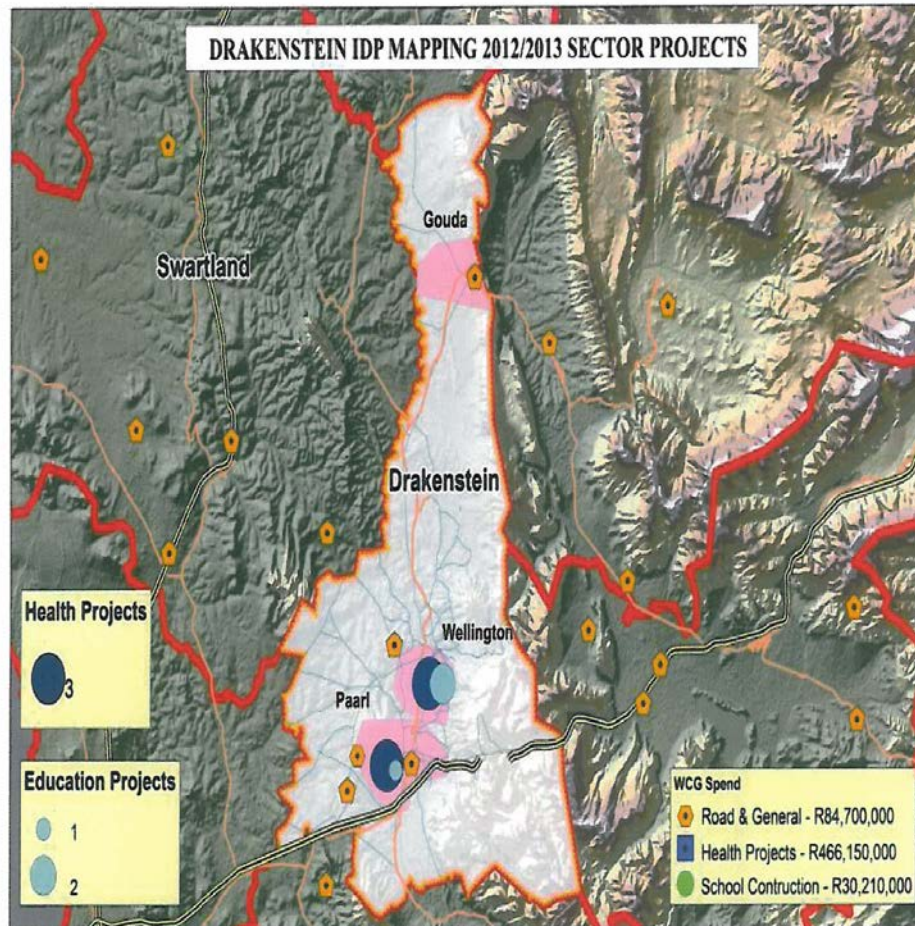 DRAKENSTEIN IDP MAPPING 2012/2013 SECTOR PROJECTS
Gouda
Swartland
Drakenstein
Wellington
Paarl
Health Projects
3
Education Projects
1
2
WCG Spend
Road & General - R84,700,000
Health Projects - R466,150,000
School Contruction - R30,210,000